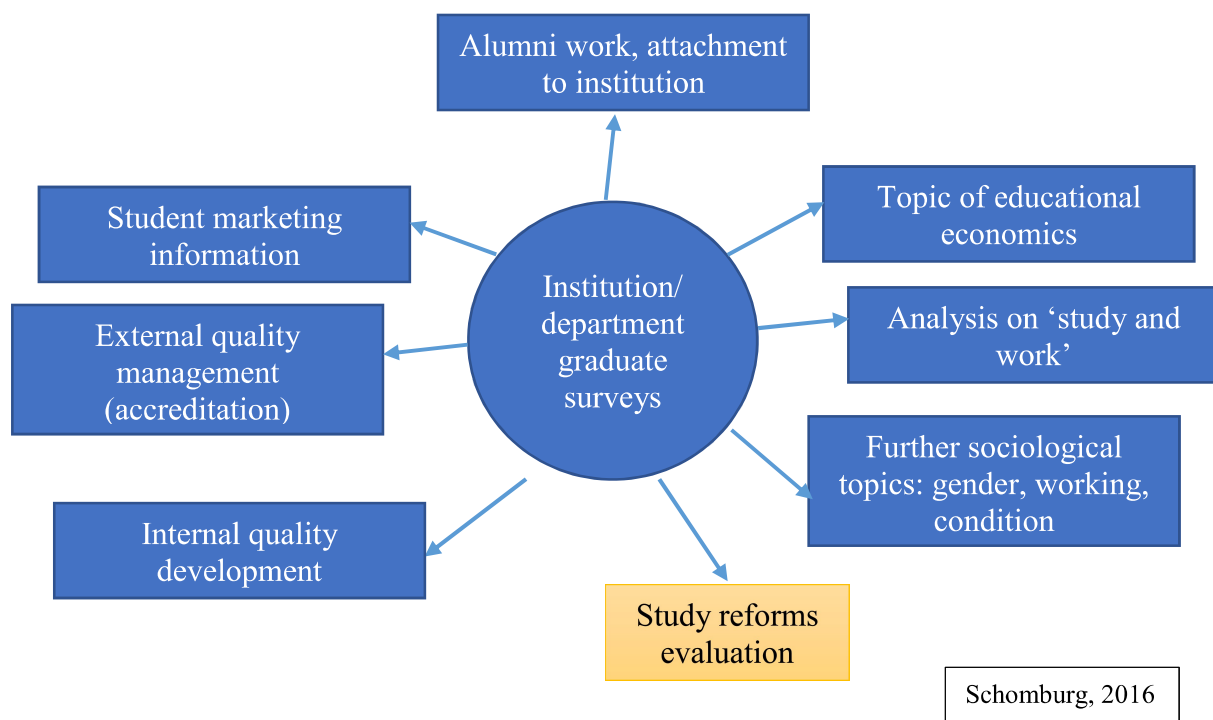 Alumni work, attachment
to institution
Student marketing
information
Topic of educational
economics
Institution/
department
graduate
surveys
External quality
management
(accreditation)
Analysis on ‘study and
work’
Further sociological
topics: gender, working,
condition
Internal quality
development
Study reforms
evaluation
Schomburg, 2016